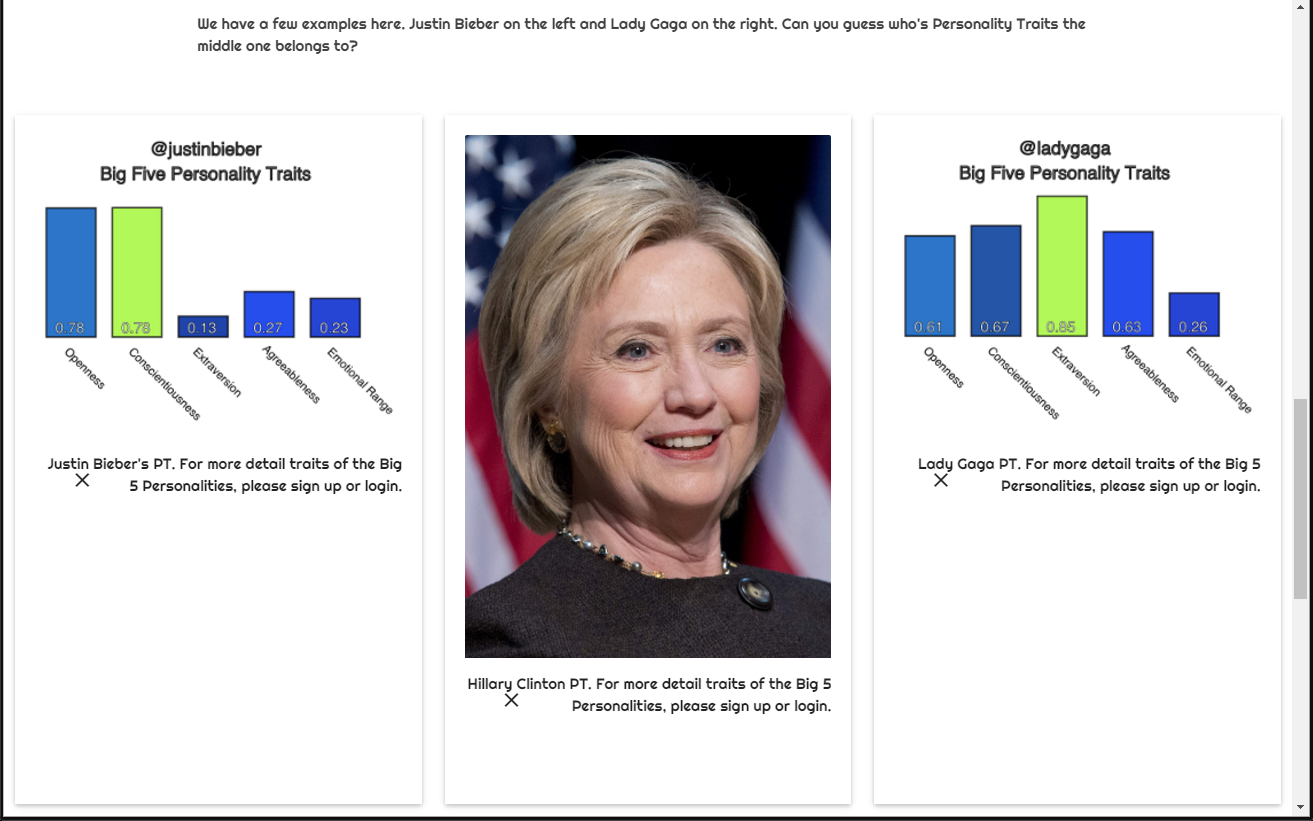 We have a few examples here. Justin Bieber on the left and Lady Gaga on the right. Can you guess who's Personality Traits the
middle one belongs to?
@justinbieber
Big Five Personality Traits
0.78
0.78
0.13
0.27
0.23
Openness
Conscientiousness
Extraversion
Agreeableness
Emotional Range
Justin Bieber's PT. For more detail traits of the Big
5 Personalities, please sign up or login.
Hillary Clinton PT. For more detail traits of the Big 5
Personalities, please sign up or login.
@ladygaga
Big Five Personality Traits
0.61
0.67
0.85
0.63
0.26
Openness
Conscientiousness
Extraversion
Agreeableness
Emotional Range
Lady Gaga PT. For more detail traits of the Big 5
Personalities, please sign up or login.